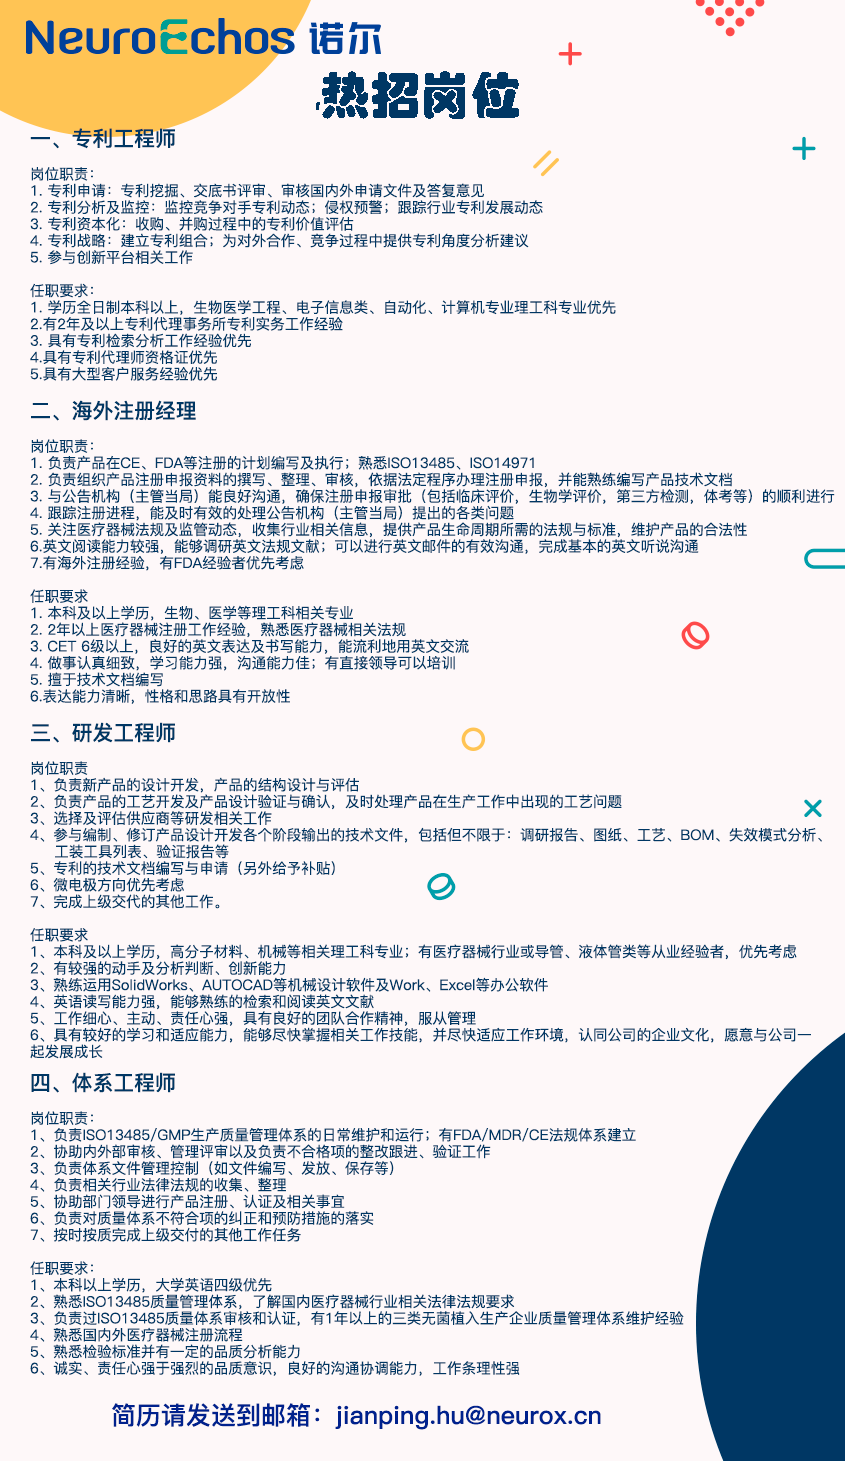 NeuroEchos 诺尔
热招岗位
一、专利工程师
岗位职责：
1. 专利申请：专利挖掘、交底书评审、审核国内外申请文件及答复意见
2. 专利分析及监控：监控竞争对手专利动态；侵权预警；跟踪行业专利发展动态
3. 专利资本化：收购、并购过程中的专利价值评估
4. 专利战略：建立专利组合；为对外合作、竞争过程中提供专利角度分析建议
5. 参与创新平台相关工作
任职要求：
1. 学历全日制本科以上，生物医学工程、电子信息类、自动化、计算机专业理工科专业优先
2.有2年及以上专利代理事务所专利实务工作经验
3. 具有专利检索分析工作经验优先
4.具有专利代理师资格证优先
5.具有大型客户服务经验优先
二、海外注册经理
岗位职责：
1. 负责产品在CE、FDA等注册的计划编写及执行；熟悉ISO13485、ISO14971
2. 负责组织产品注册申报资料的撰写、整理、审核，依据法定程序办理注册申报，并能熟练编写产品技术文档
3. 与公告机构（主管当局）能良好沟通，确保注册申报审批（包括临床评价，生物学评价，第三方检测，体考等）的顺利进行
4. 跟踪注册进程，能及时有效的处理公告机构（主管当局）提出的各类问题
5. 关注医疗器械法规及监管动态，收集行业相关信息，提供产品生命周期所需的法规与标准，维护产品的合法性
6.英文阅读能力较强，能够调研英文法规文献；可以进行英文邮件的有效沟通，完成基本的英文听说沟通
7.有海外注册经验，有FDA经验者优先考虑
任职要求
1. 本科及以上学历，生物、医学等理工科相关专业
2. 2年以上医疗器械注册工作经验，熟悉医疗器械相关法规
3. CET 6级以上，良好的英文表达及书写能力，能流利地用英文交流
4. 做事认真细致，学习能力强，沟通能力佳；有直接领导可以培训
5. 擅于技术文档编写
6.表达能力清晰，性格和思路具有开放性
三、研发工程师
岗位职责
1、负责新产品的设计开发，产品的结构设计与评估
2、负责产品的工艺开发及产品设计验证与确认，及时处理产品在生产工作中出现的工艺问题
3、选择及评估供应商等研发相关工作
4、参与编制、修订产品设计开发各个阶段输出的技术文件，包括但不限于：调研报告、图纸、工艺、BOM、失效模式分析、
工装工具列表、验证报告等
5、专利的技术文档编写与申请（另外给予补贴）
6、微电极方向优先考虑
7、完成上级交代的其他工作。
任职要求
1、本科及以上学历，高分子材料、机械等相关理工科专业；有医疗器械行业或导管、液体管类等从业经验者，优先考虑
2、有较强的动手及分析判断、创新能力
3、熟练运用SolidWorks、AUTOCAD等机械设计软件及Work、Excel等办公软件
4、英语读写能力强，能够熟练的检索和阅读英文文献
5、工作细心、主动、责任心强，具有良好的团队合作精神，服从管理
6、具有较好的学习和适应能力，能够尽快掌握相关工作技能，并尽快适应工作环境，认同公司的企业文化，愿意与公司一
起发展成长
四、体系工程师
岗位职责：
1、负责ISO13485/GMP生产质量管理体系的日常维护和运行；有FDA/MDR/CE法规体系建立
2、协助内外部审核、管理评审以及负责不合格项的整改跟进、验证工作
3、负责体系文件管理控制（如文件编写、发放、保存等）
4、负责相关行业法律法规的收集、整理
5、协助部门领导进行产品注册、认证及相关事宜
6、负责对质量体系不符合项的纠正和预防措施的落实
7、按时按质完成上级交付的其他工作任务
任职要求：
1、本科以上学历，大学英语四级优先
2、熟悉ISO13485质量管理体系，了解国内医疗器械行业相关法律法规要求
3、负责过ISO13485质量体系审核和认证，有1年以上的三类无菌植入生产企业质量管理体系维护经验
4、熟悉国内外医疗器械注册流程
5、熟悉检验标准并有一定的品质分析能力
6、诚实、责任心强于强烈的品质意识，良好的沟通协调能力，工作条理性强
简历请发送到邮箱：jianping.hu@neurox.cn